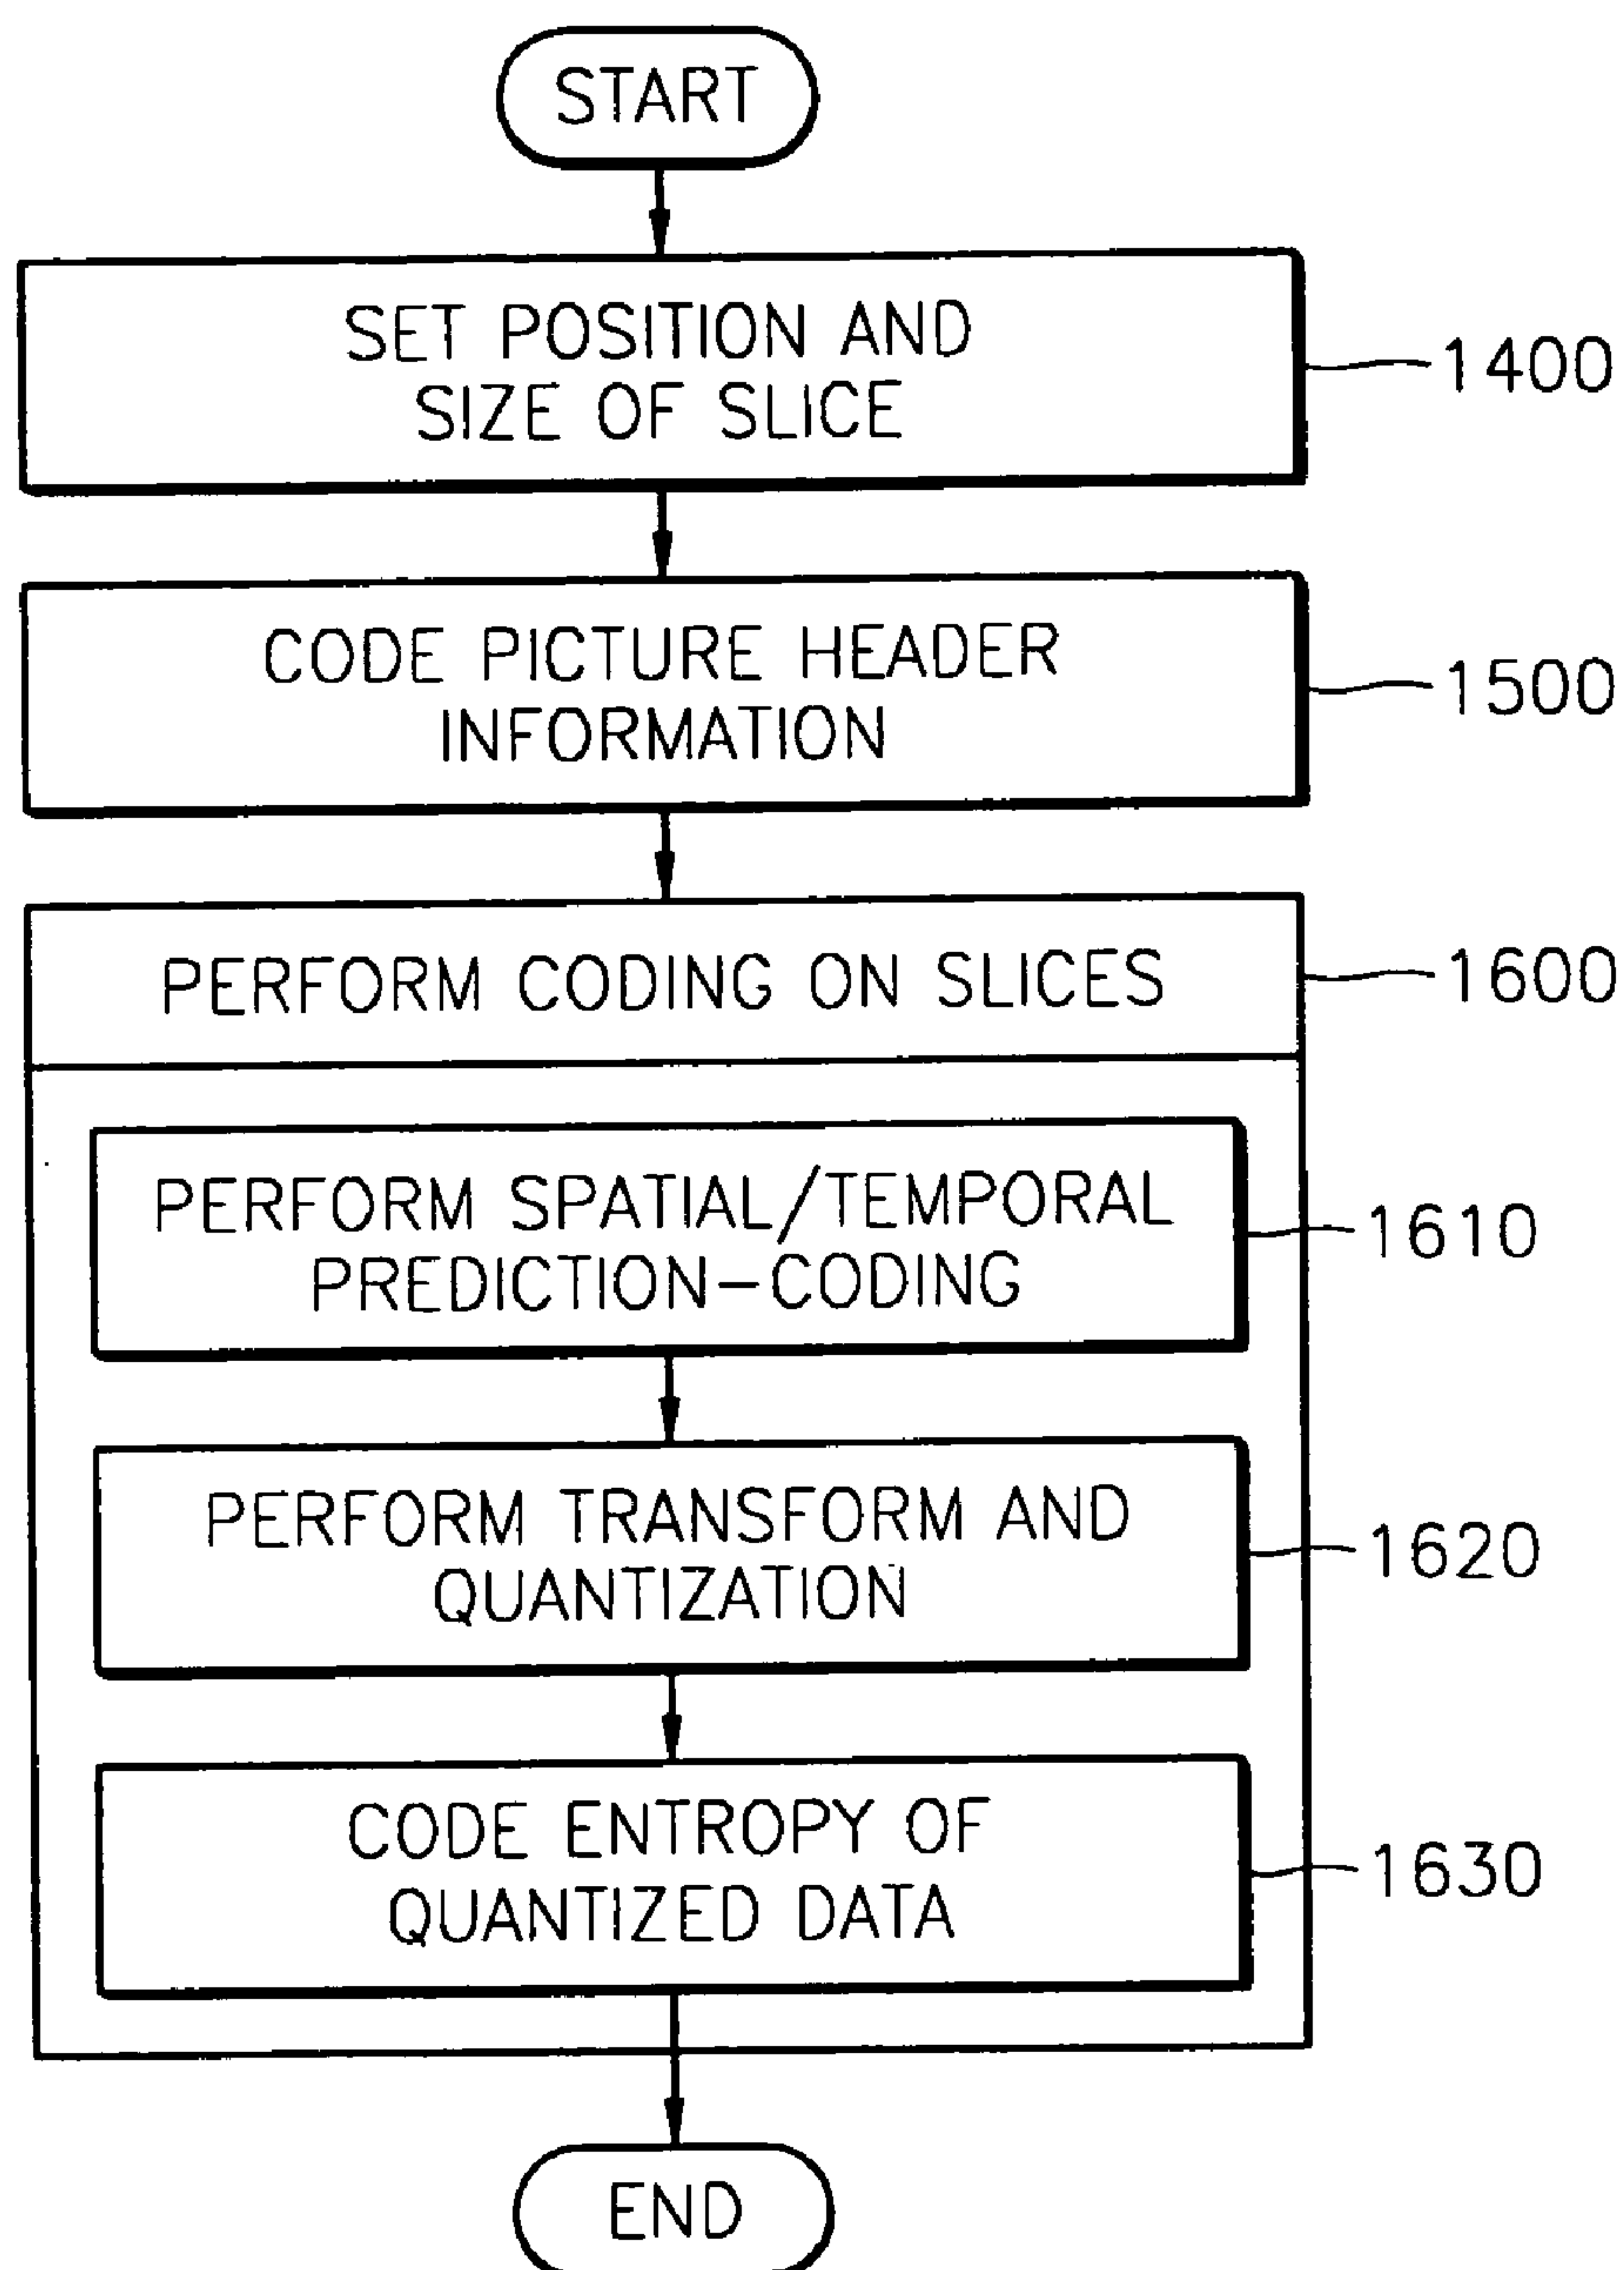 START
SET POSITION AND
SIZE OF SLICE
1400
CODE PICTURE HEADER
INFORMATION
1500
PERFORM CODING ON SLICES
1600
PERFORM SPATIAL/TEMPORAL
PREDICTION-CODING
1610
PERFORM TRANSFORM AND
QUANTIZATION
1620
CODE ENTROPY OF
QUANTIZED DATA
1630
END